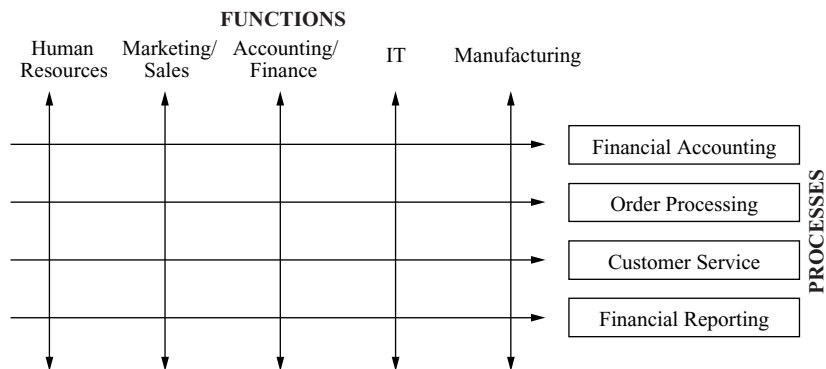 FUNCTIONS
Human
Resources
Marketing/
Sales
Accounting/
Finance
IT
Manufacturing
Financial Accounting
Order Processing
Customer Service
Financial Reporting
PROCESSES